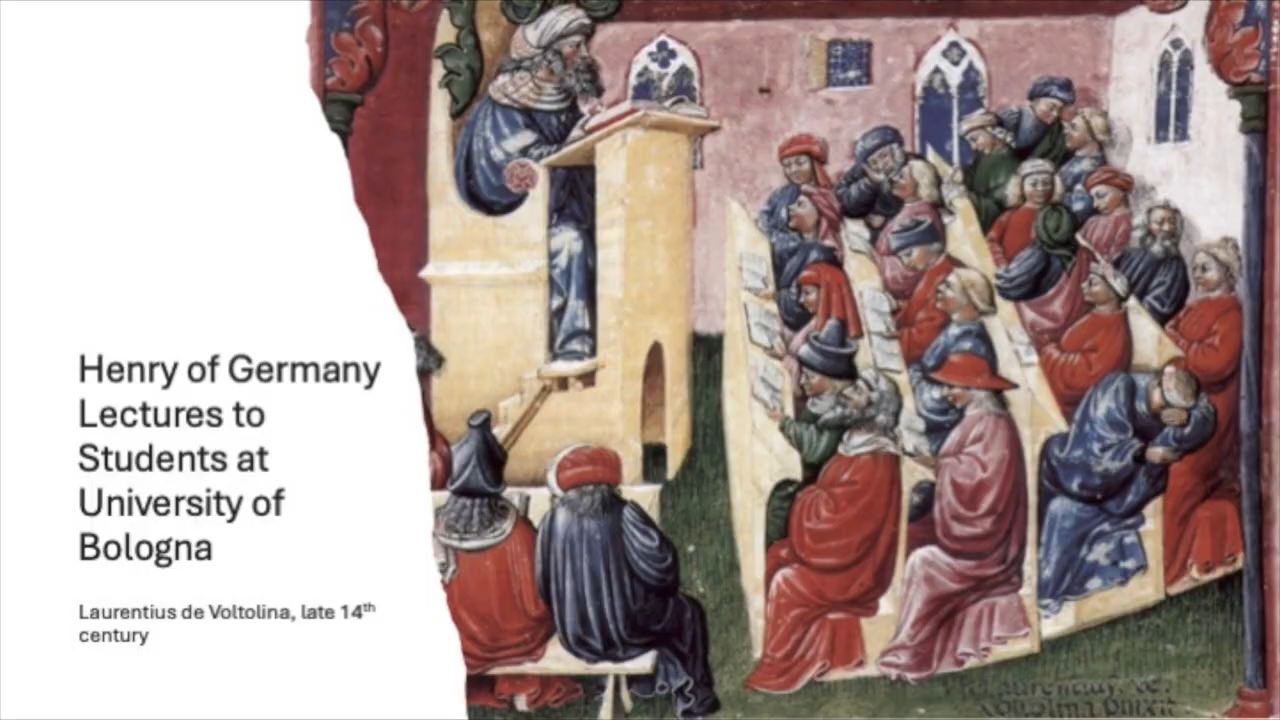 Henry of Germany
Lectures to
Students at
University of
Bologna
Laurentius de Voltolina, late 14th
century